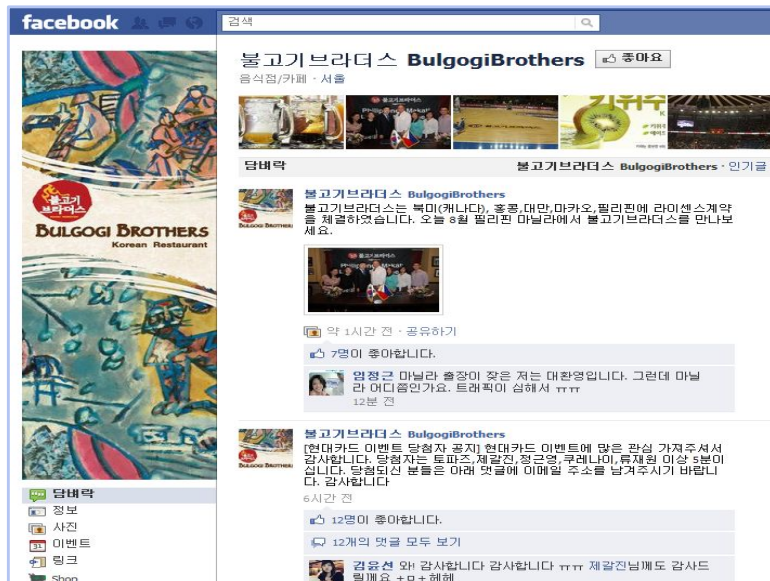 facebook
검색
불고기브라더스 BulgogiBrothers 좋아요
음식점/카페 · 서울
키위주
담벼락
불고기브라더스 BulgogiBrothers · 인기글
불고기브라더스
BULGOGI BROTHERS
Korean Restaurant
불고기브라더스 BulgogiBrothers
불고기브라더스는 북미(캐나다), 홍콩,대만,마카오,필리핀에 라이센스계약
을 체결하였습니다. 오늘 8월 필리핀 마닐라에서 불고기브라더스를 만나보
세요.
약 1시간 전 · 공유하기
7명이 좋아합니다.
임정근 마닐라 출장이 잦은 저는 대환영입니다. 그런데 마닐
라 어디쯤인가요. 트래픽이 심해서 ㅠㅠ
12분 전
불고기브라더스 BulgogiBrothers
[현대카드 이벤트 당첨자 공지] 현대카드 이벤트에 많은 관심 가져주셔서
감사합니다. 당첨자는 토파즈,제갈진,정근영,쿠레나이,류재원 이상 5분이
십니다. 당첨되신 분들은 아래 댓글에 이메일 주소를 남겨주시기 바랍니
다. 감사합니다
6시간 전
12명이 좋아합니다.
12개의 댓글 모두 보기
김윤선 와! 감사합니다 감사합니다 ㅠㅠ 제갈진님께도 감사드
릴께요 +ㅁ+ 헤헤
담벼락
정보
사진
이벤트
링크
Shop